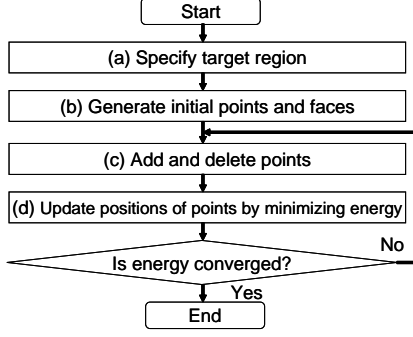 Start
(a) Specify target region
(b) Generate initial points and faces
(c) Add and delete points
(d) Update positions of points by minimizing energy
No
Is energy converged?
Yes
End